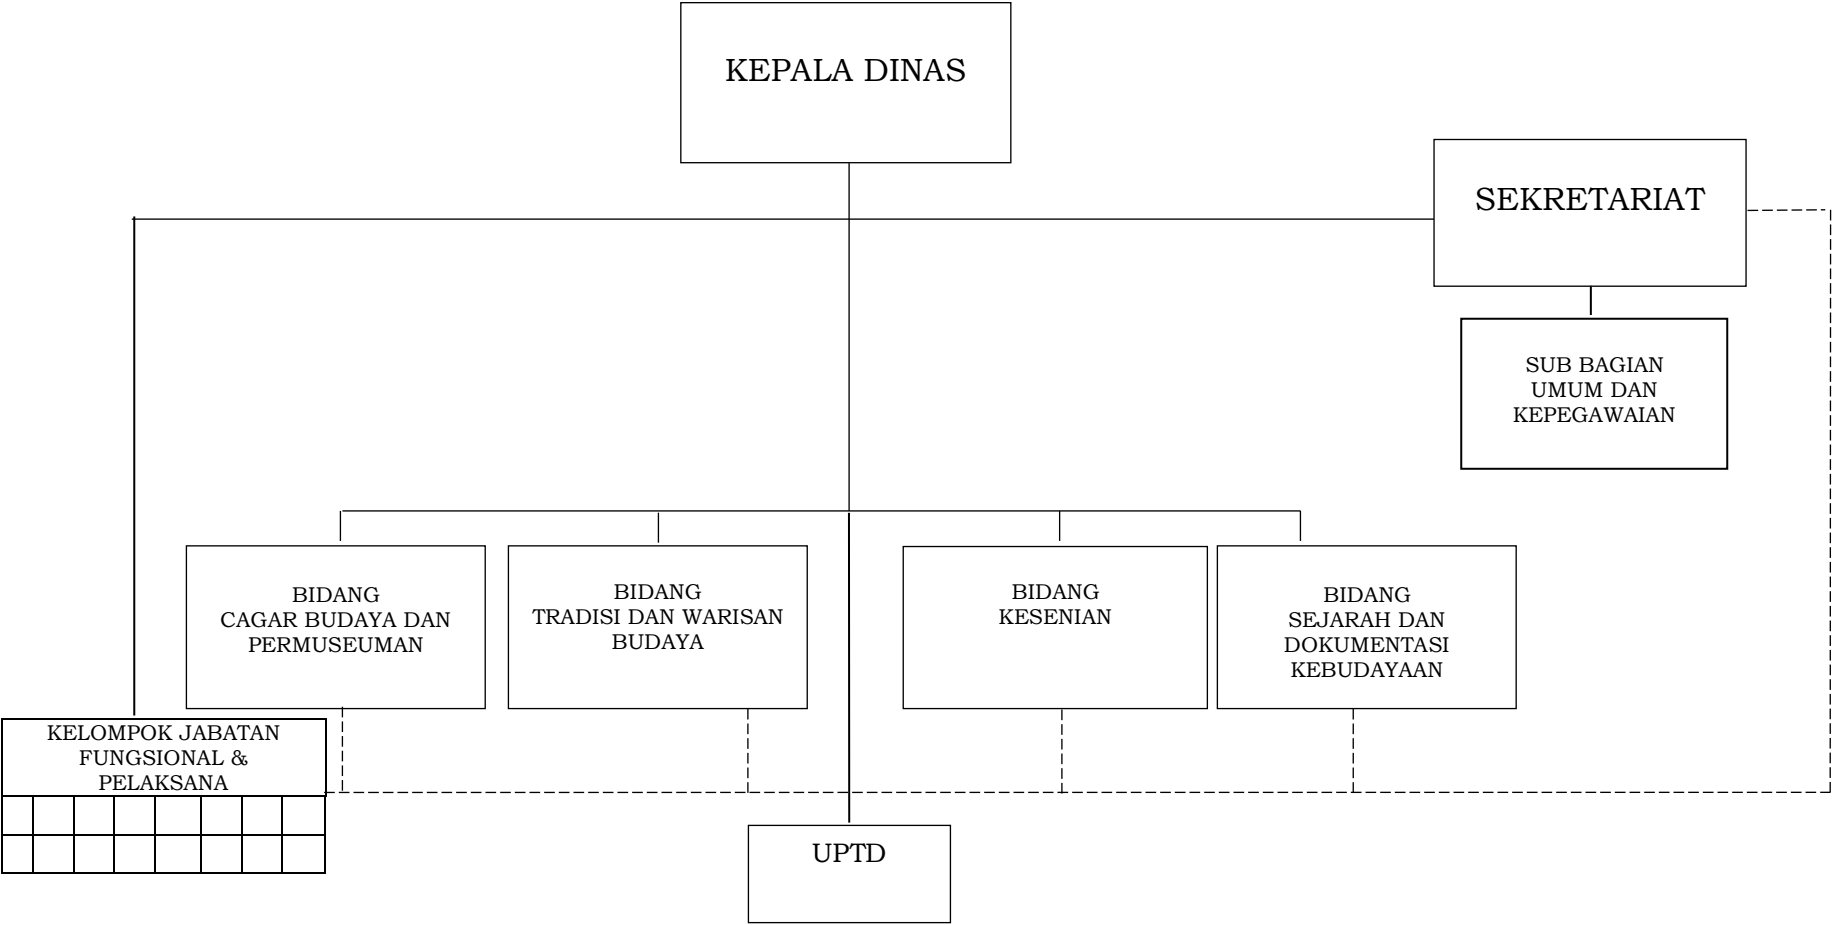 KEPALA DINAS
SEKRETARIAT
SUB BAGIAN
UMUM DAN
KEPEGAWAIAN
BIDANG
CAGAR BUDAYA DAN
PERMUSEUMAN
BIDANG
TRADISI DAN WARISAN
BUDAYA
BIDANG
KESENIAN
BIDANG
SEJARAH DAN
DOKUMENTASI
KEBUDAYAAN
KELOMPOK JABATAN
FUNGSIONAL &
PELAKSANA
UPTD